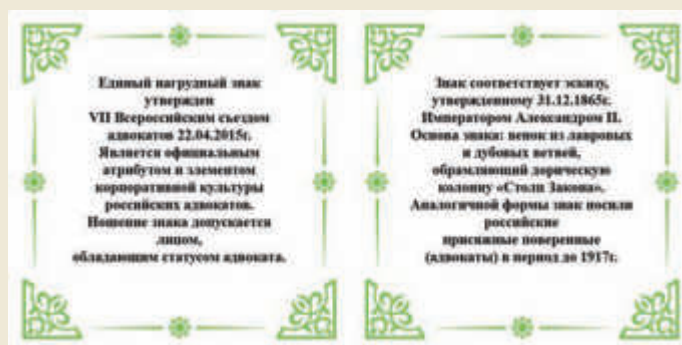 Единый нагрудный знак
утвержден
VII Всероссийским съездом
адвокатов 22.04.2015г.
Является официальным
атрибутом и элементом
корпоративной культуры
российских адвокатов.
Ношение знака допускается
лицом,
обладающим статусом адвоката.
Знак соответствует эскизу,
утвержденному 31.12.1865г.
Императором Александром II.
Основа знака: венок из лавровых
и дубовых ветвей,
обрамляющий дорическую
колонну «Столп Закона».
Аналогичной формы знак носили
российские
присяжные поверенные
(адвокаты) в период до 1917г.